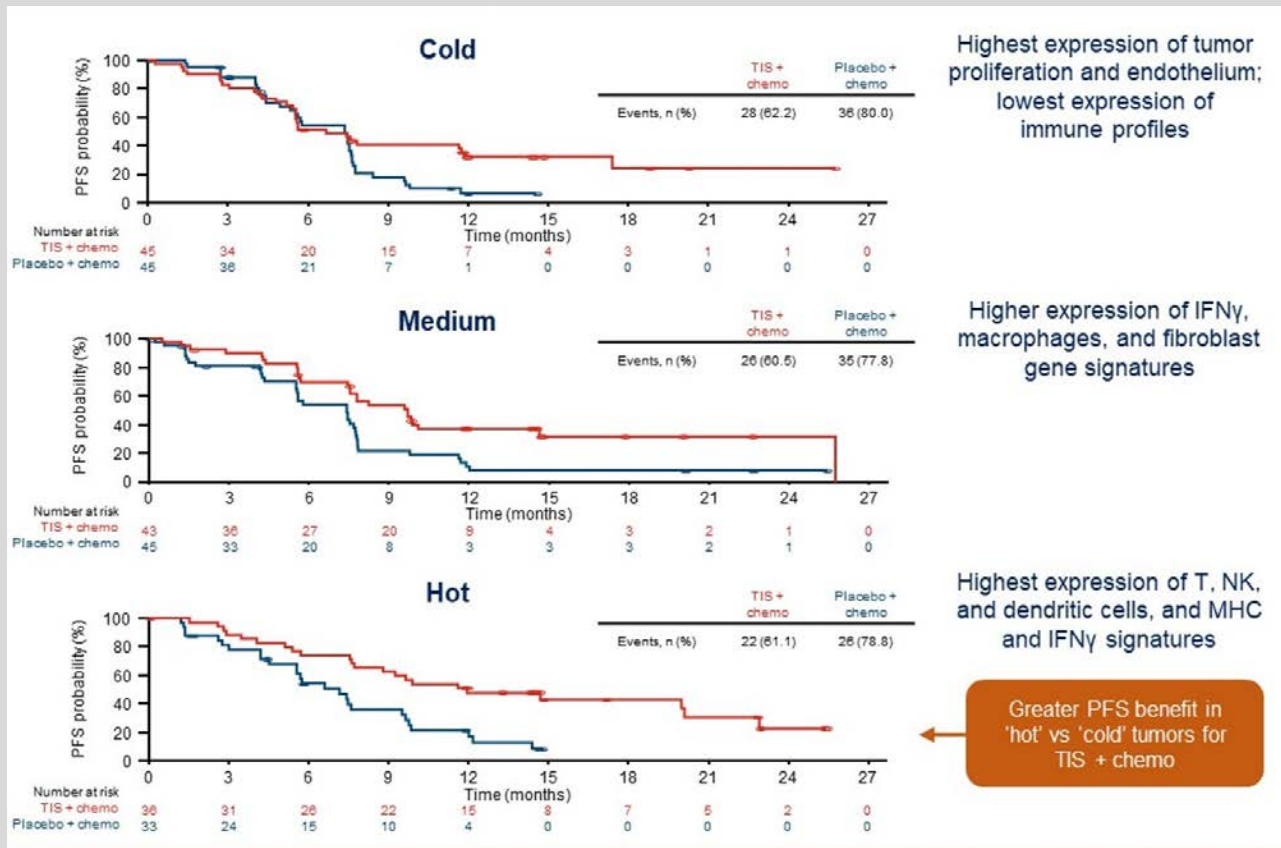 Cold
Highest expression of tumor
proliferation and endothelium;
lowest expression of
immune profiles
TIS +
chemo
Placebo +
chemo
Events, n (%) 28 (62.2) 36 (80.0)
PFS probability (%)
100
80
60
40
20
0
0 3 6 9 12 15 18 21 24 27
Time (months)
Number at risk
TIS + chemo 45 34 20 15 7 4 3 1 1 0
Placebo + chemo 45 36 21 7 1 0 0 0 0 0
Medium
Higher expression of IFNγ,
macrophages, and fibroblast
gene signatures
TIS +
chemo
Placebo +
chemo
Events, n (%) 26 (60.5) 35 (77.8)
PFS probability (%)
100
80
60
40
20
0
0 3 6 9 12 15 18 21 24 27
Time (months)
Number at risk
TIS + chemo 43 36 27 20 9 4 3 2 1 0
Placebo + chemo 45 33 20 8 3 3 3 2 1 0
Hot
Highest expression of T, NK,
and dendritic cells, and MHC
and IFNγ signatures
TIS +
chemo
Placebo +
chemo
Events, n (%) 22 (61.1) 26 (78.8)
Greater PFS benefit in
'hot' vs 'cold' tumors for
TIS + chemo
PFS probability (%)
100
80
60
40
20
0
0 3 6 9 12 15 18 21 24 27
Time (months)
Number at risk
TIS + chemo 36 31 26 22 15 8 7 5 2 0
Placebo + chemo 33 24 15 10 4 0 0 0 0 0